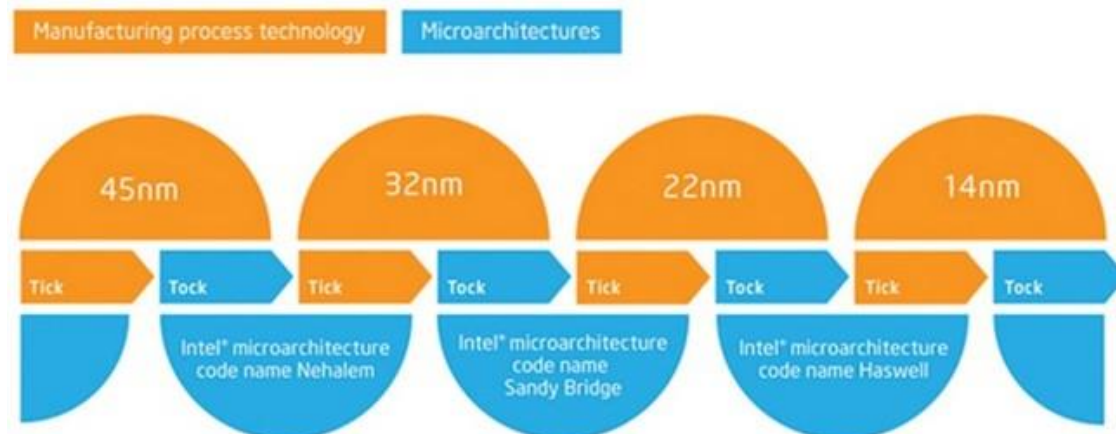 Manufacturing process technology
Microarchitectures
45nm
32nm
22nm
14nm
Tick
Tock
Tick
Tock
Tick
Tock
Tick
Tock
Intel® microarchitecture
code name Nehalem
Intel® microarchitecture
code name
Sandy Bridge
Intel® microarchitecture
code name Haswell